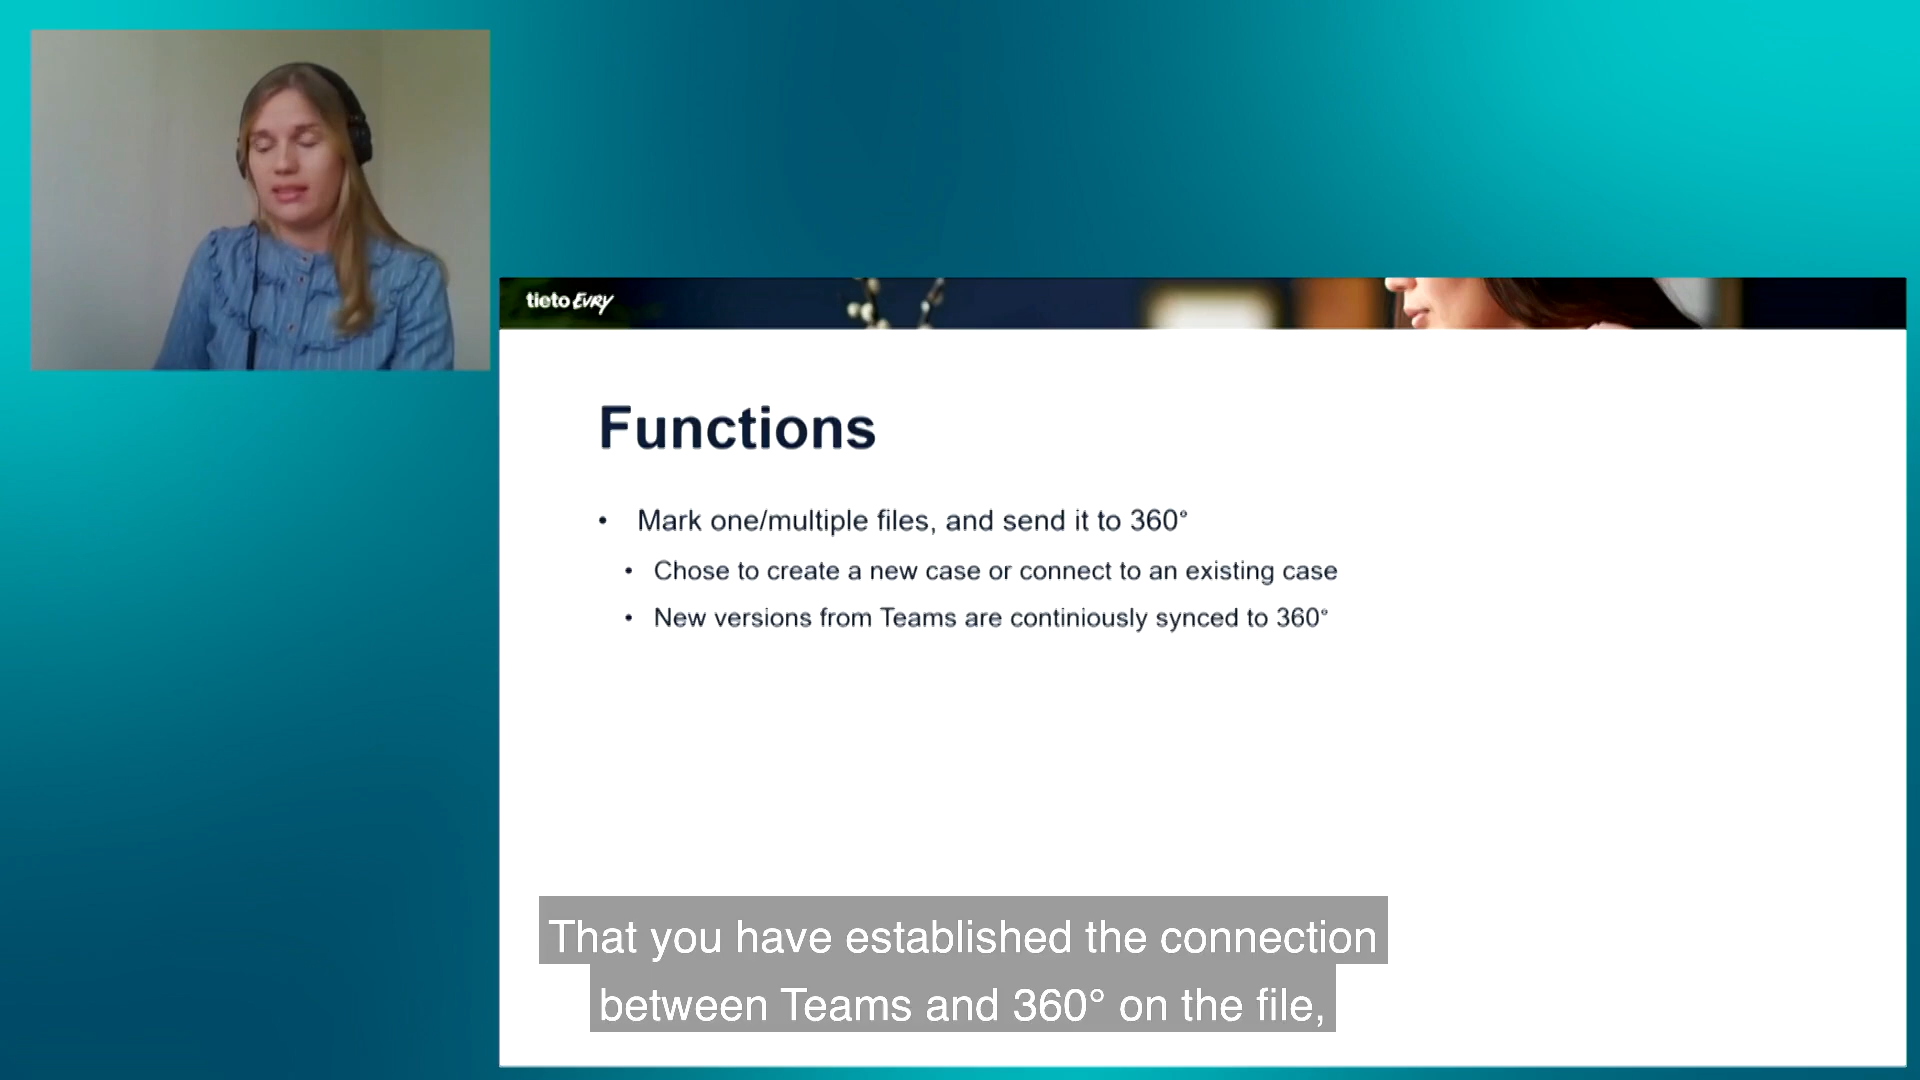 tieto Evry
Functions
• Mark one/multiple files, and send it to 360°
• Chose to create a new case or connect to an existing case
• New versions from Teams are continiously synced to 360°
That you have established the connection
between Teams and 360° on the file,